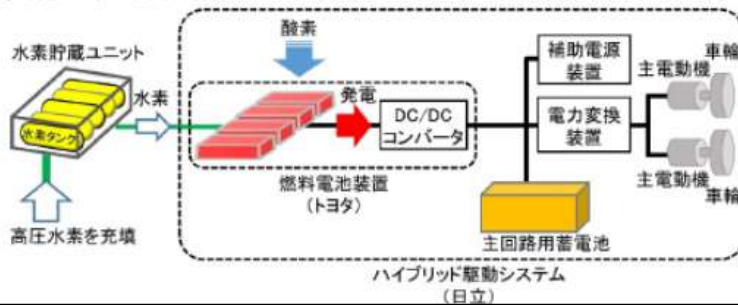 酸素
水素貯蔵ユニット
水素
水素タンク
高圧水素を充填
発電
DC/DC
コンバータ
燃料電池装置
(トヨタ)
補助電源
装置
電力変換
装置
主電動機
車輪
主電動機
車輪
主回路用蓄電池
ハイブリッド駆動システム
(日立)